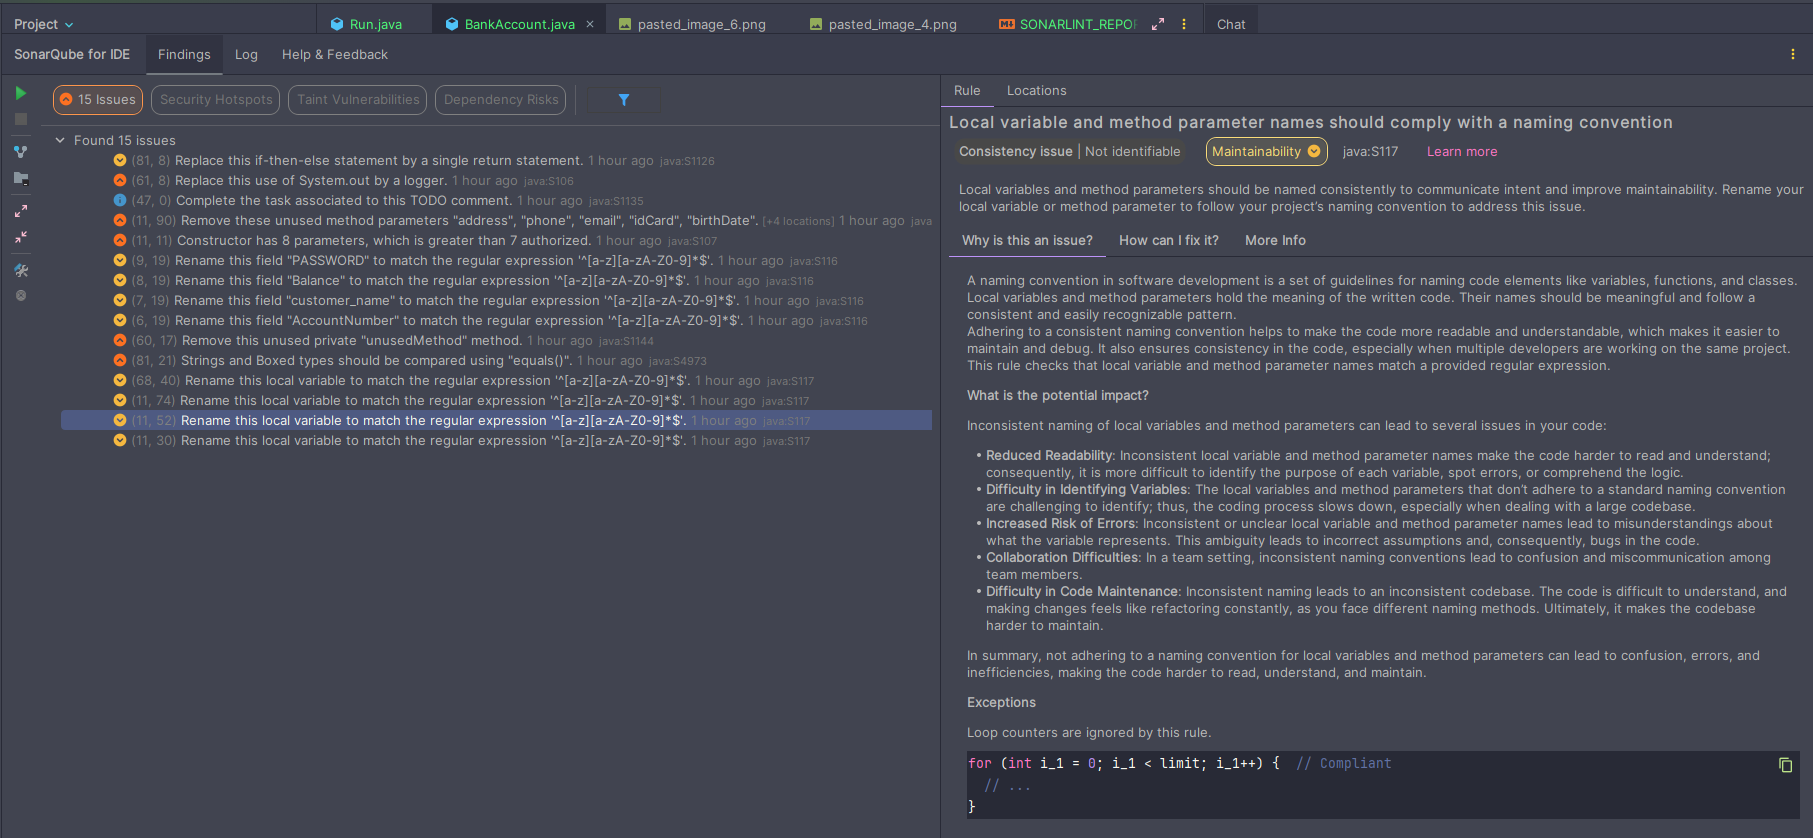 Project
Run.java
BankAccount.java
pasted_image_6.png
pasted_image_4.png
SONARLINT_REPO
Chat
SonarQube for IDE
Findings
Log
Help & Feedback
15 Issues
Security Hotspots
Taint Vulnerabilities
Dependency Risks
Found 15 issues
(81, 8) Replace this if-then-else statement by a single return statement. 1 hour ago java:S1126
(61, 8) Replace this use of System.out by a logger. 1 hour ago java:S106
(47, 0) Complete the task associated to this TODO comment. 1 hour ago java:S1135
(11, 90) Remove these unused method parameters "address", "phone", "email", "idCard", "birthDate". [+4 locations] 1 hour ago java
(11, 11) Constructor has 8 parameters, which is greater than 7 authorized. 1 hour ago java:S107
(9, 19) Rename this field "PASSWORD" to match the regular expression '^[a-z][a-zA-Z0-9]*$'. 1 hour ago java:S116
(8, 19) Rename this field "Balance" to match the regular expression '^[a-z][a-zA-Z0-9]*$'. 1 hour ago java:S116
(7, 19) Rename this field "customer_name" to match the regular expression '^[a-z][a-zA-Z0-9]*$'. 1 hour ago java:S116
(6, 19) Rename this field "AccountNumber" to match the regular expression '^[a-z][a-zA-Z0-9]*$'. 1 hour ago java:S116
(60, 17) Remove this unused private "unusedMethod" method. 1 hour ago java:S1144
(81, 21) Strings and Boxed types should be compared using "equals()". 1 hour ago java:S4973
(68, 40) Rename this local variable to match the regular expression '^[a-z][a-zA-Z0-9]*$'. 1 hour ago java:S117
(11, 74) Rename this local variable to match the regular expression '^[a-z][a-zA-Z0-9]*$'. 1 hour ago java:S117
(11, 52) Rename this local variable to match the regular expression '^[a-z][a-zA-Z0-9]*$'. 1 hour ago java:S117
(11, 30) Rename this local variable to match the regular expression '^[a-z][a-zA-Z0-9]*$'. 1 hour ago java:S117
Rule
Locations
Local variable and method parameter names should comply with a naming convention
Consistency issue | Not identifiable
Maintainability
java:S117
Learn more
Local variables and method parameters should be named consistently to communicate intent and improve maintainability. Rename your
local variable or method parameter to follow your project's naming convention to address this issue.
Why is this an issue?
How can I fix it?
More Info
A naming convention in software development is a set of guidelines for naming code elements like variables, functions, and classes.
Local variables and method parameters hold the meaning of the written code. Their names should be meaningful and follow a
consistent and easily recognizable pattern.
Adhering to a consistent naming convention helps to make the code more readable and understandable, which makes it easier to
maintain and debug. It also ensures consistency in the code, especially when multiple developers are working on the same project.
This rule checks that local variable and method parameter names match a provided regular expression.
What is the potential impact?
Inconsistent naming of local variables and method parameters can lead to several issues in your code:
• Reduced Readability: Inconsistent local variable and method parameter names make the code harder to read and understand;
consequently, it is more difficult to identify the purpose of each variable, spot errors, or comprehend the logic.
• Difficulty in Identifying Variables: The local variables and method parameters that don't adhere to a standard naming convention
are challenging to identify; thus, the coding process slows down, especially when dealing with a large codebase.
• Increased Risk of Errors: Inconsistent or unclear local variable and method parameter names lead to misunderstandings about
what the variable represents. This ambiguity leads to incorrect assumptions and, consequently, bugs in the code.
• Collaboration Difficulties: In a team setting, inconsistent naming conventions lead to confusion and miscommunication among
team members.
• Difficulty in Code Maintenance: Inconsistent naming leads to an inconsistent codebase. The code is difficult to understand, and
making changes feels like refactoring constantly, as you face different naming methods. Ultimately, it makes the codebase
harder to maintain.
In summary, not adhering to a naming convention for local variables and method parameters can lead to confusion, errors, and
inefficiencies, making the code harder to read, understand, and maintain.
Exceptions
Loop counters are ignored by this rule.
for (int i_1 = 0; i_1 < limit; i_1++) {  // Compliant
  // ...
}